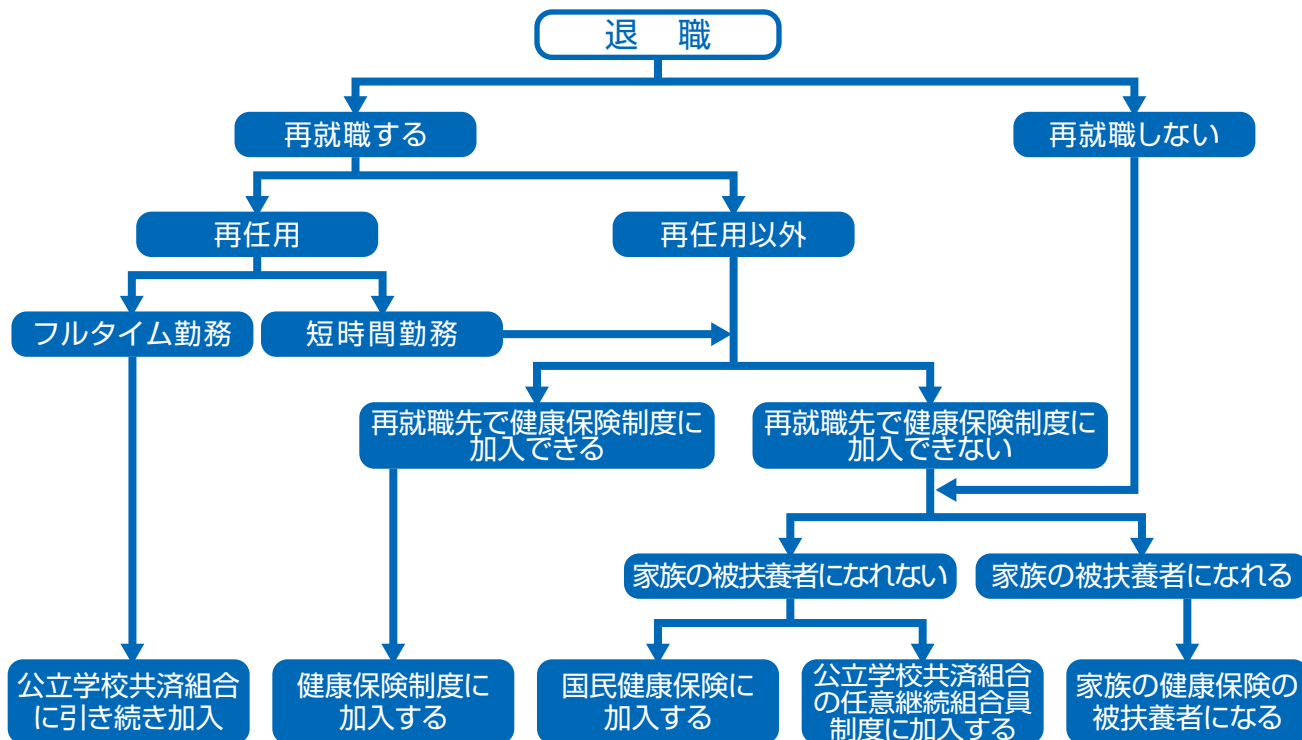 退 職
再就職する
再就職しない
再任用
再任用以外
フルタイム勤務
短時間勤務
再就職先で健康保険制度に
加入できる
再就職先で健康保険制度に
加入できない
家族の被扶養者になれない
家族の被扶養者になれる
公立学校共済組合
に引き続き加入
健康保険制度に
加入する
国民健康保険に
加入する
公立学校共済組合
の任意継続組合員
制度に加入する
家族の健康保険の
被扶養者になる